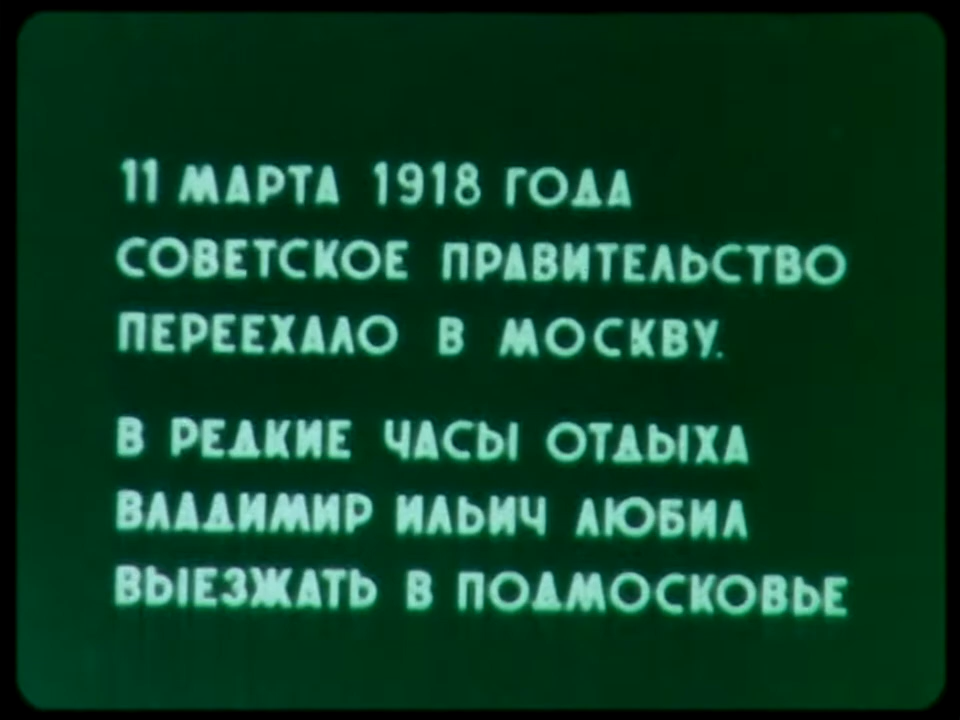 11 МАРТА 1918 ГОДА
СОВЕТСКОЕ ПРАВИТЕЛЬСТВО
ПЕРЕЕХАЛО В МОСКВУ.
В РЕДКИЕ ЧАСЫ ОТДЫХА
ВЛАДИМИР ИЛЬИЧ ЛЮБИЛ
ВЫЕЗЖАТЬ В ПОДМОСКОВЬЕ